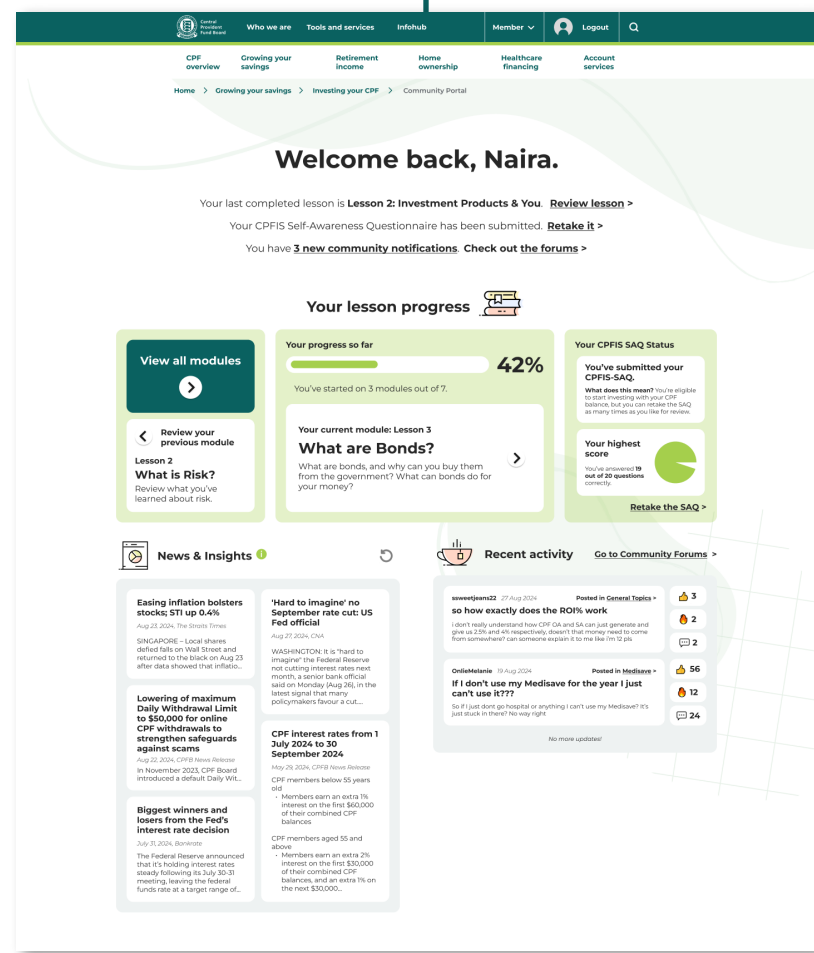 Central
Provident
Fund Board
Who we are
Tools and services
Infohub
Member
Logout
CPF
overview
Growing your
savings
Retirement
income
Home
ownership
Healthcare
financing
Account
services
Home > Growing your savings > Investing your CPF > Community Portal
Welcome back, Naira.
Your last completed lesson is Lesson 2: Investment Products & You. Review lesson >
Your CPFIS Self-Awareness Questionnaire has been submitted. Retake it >
You have 3 new community notifications. Check out the forums >
Your lesson progress
View all modules
Review your
previous module
Lesson 2
What is Risk?
Review what you've
learned about risk.
Your progress so far
42%
You've started on 3 modules out of 7.
Your current module: Lesson 3
What are Bonds?
What are bonds, and why can you buy them
from the government? What can bonds do for
your money?
Your CPFIS SAQ Status
You've submitted your
CPFIS-SAQ.
What does this mean? You're eligible
to start investing with your CPF
balance, but you can retake the SAQ
as many times as you like for review.
Your highest
score
You've answered 19
out of 20 questions
correctly.
Retake the SAQ >
News & Insights
Easing inflation bolsters
stocks; STI up 0.4%
Aug 23, 2024, The Straits Times
SINGAPORE – Local shares
defied falls on Wall Street and
returned to the black on Aug 23
after data showed that inflatio...
Lowering of maximum
Daily Withdrawal Limit
to $50,000 for online
CPF withdrawals to
strengthen safeguards
against scams
Aug 22, 2024, CPFB News Release
In November 2023, CPF Board
introduced a default Daily Wit...
Biggest winners and
losers from the Fed's
interest rate decision
July 31, 2024, Bankrate
The Federal Reserve announced
that it's holding interest rates
steady following its July 30-31
meeting, leaving the federal
funds rate at a target range of...
'Hard to imagine' no
September rate cut: US
Fed official
Aug 27, 2024, CNA
WASHINGTON: It is "hard to
imagine" the Federal Reserve
not cutting interest rates next
month, a senior bank official
said on Monday (Aug 26), in the
latest signal that many
policymakers favour a cut....
CPF interest rates from 1
July 2024 to 30
September 2024
May 29, 2024, CPFB News Release
CPF members below 55 years
old
• Members earn an extra 1%
interest on the first $60,000
of their combined CPF
balances
CPF members aged 55 and
above
• Members earn an extra 2%
interest on the first $30,000
of their combined CPF
balances, and an extra 1% on
the next $30,000...
Recent activity
Go to Community Forums >
ssweetjeans22 27 Aug 2024
Posted in General Topics >
so how exactly does the ROI% work
i don't really understand how CPF OA and SA can just generate and
give us 2.5% and 4% respectively, doesn't that money need to come
from somewhere? can someone explain it to me like i'm 12 pls
3
2
2
OnlieMelanie 19 Aug 2024
Posted in Medisave >
If I don't use my Medisave for the year I just
can't use it???
So if I just dont go hospital or anything I can't use my Medisave? It's
just stuck in there? No way right
56
12
24
No more updates!